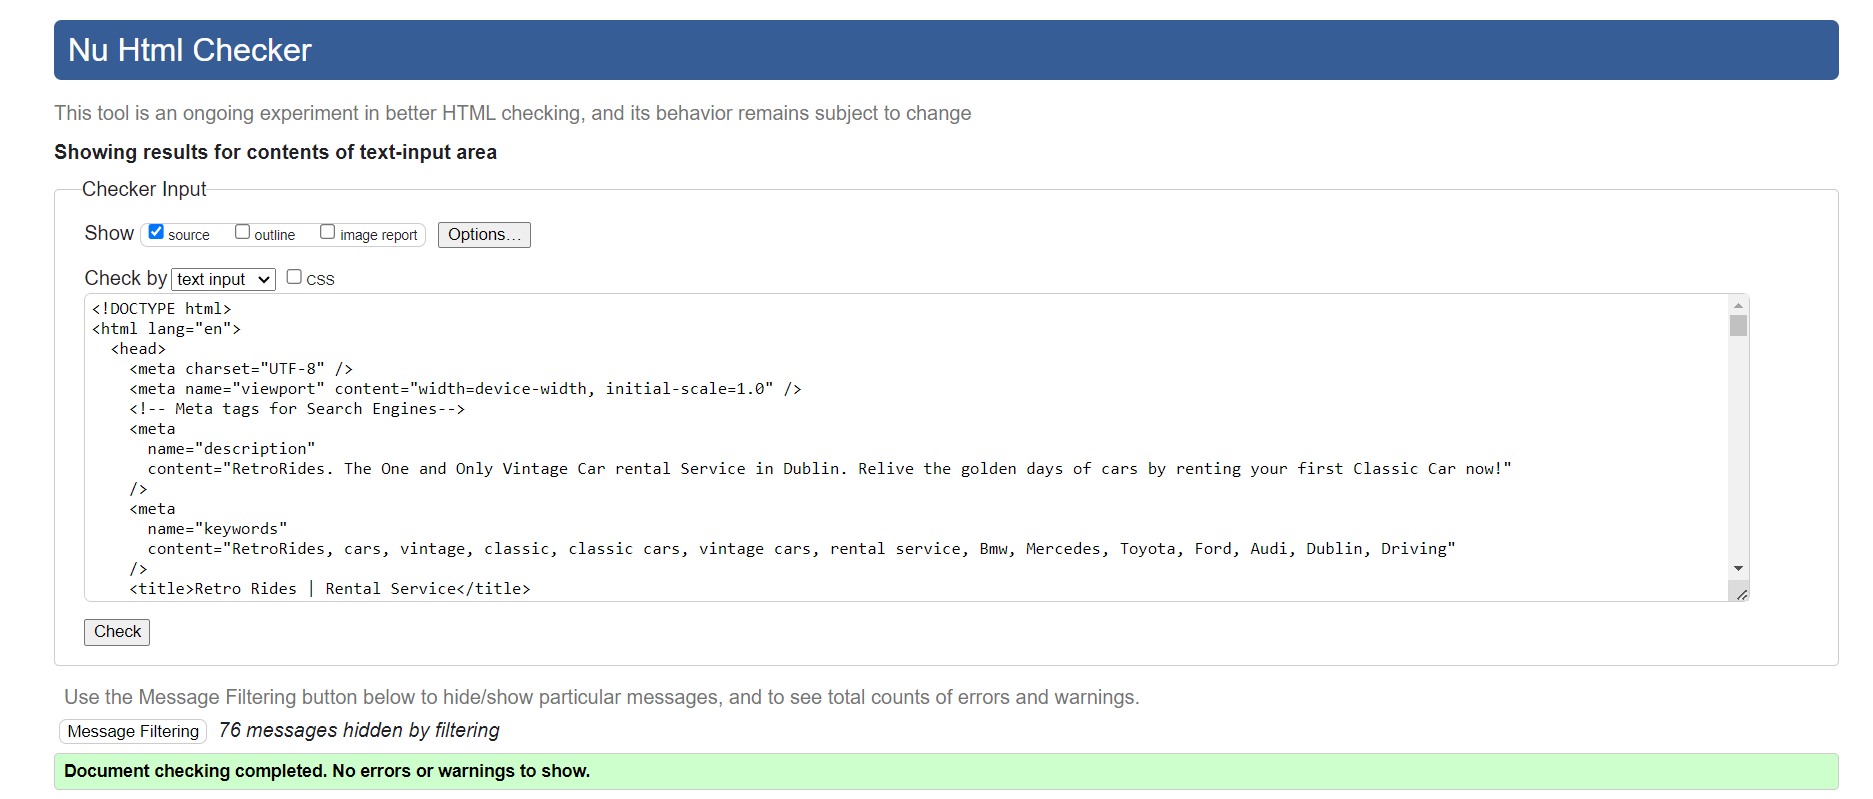 Nu Html Checker
This tool is an ongoing experiment in better HTML checking, and its behavior remains subject to change
Showing results for contents of text-input area
Checker Input
Show source outline image report Options...
Check by text input CSS
<!DOCTYPE html>
<html lang="en">
  <head>
    <meta charset="UTF-8" />
    <meta name="viewport" content="width=device-width, initial-scale=1.0" />
    <!-- Meta tags for Search Engines-->
    <meta
      name="description"
      content="RetroRides. The One and Only Vintage Car rental Service in Dublin. Relive the golden days of cars by renting your first Classic Car now!"
    />
    <meta
      name="keywords"
      content="RetroRides, cars, vintage, classic, classic cars, vintage cars, rental service, Bmw, Mercedes, Toyota, Ford, Audi, Dublin, Driving"
    />
    <title>Retro Rides | Rental Service</title>
Check
Use the Message Filtering button below to hide/show particular messages, and to see total counts of errors and warnings.
Message Filtering 76 messages hidden by filtering
Document checking completed. No errors or warnings to show.